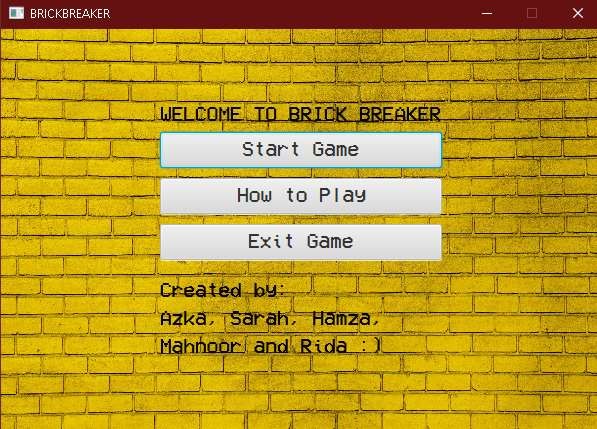 BRICKBREAKER
WELCOME TO BRICK BREAKER
Start Game
How to Play
Exit Game
Created by:
Azka, Sarah, Hamza,
Mahnoor and Rida :)